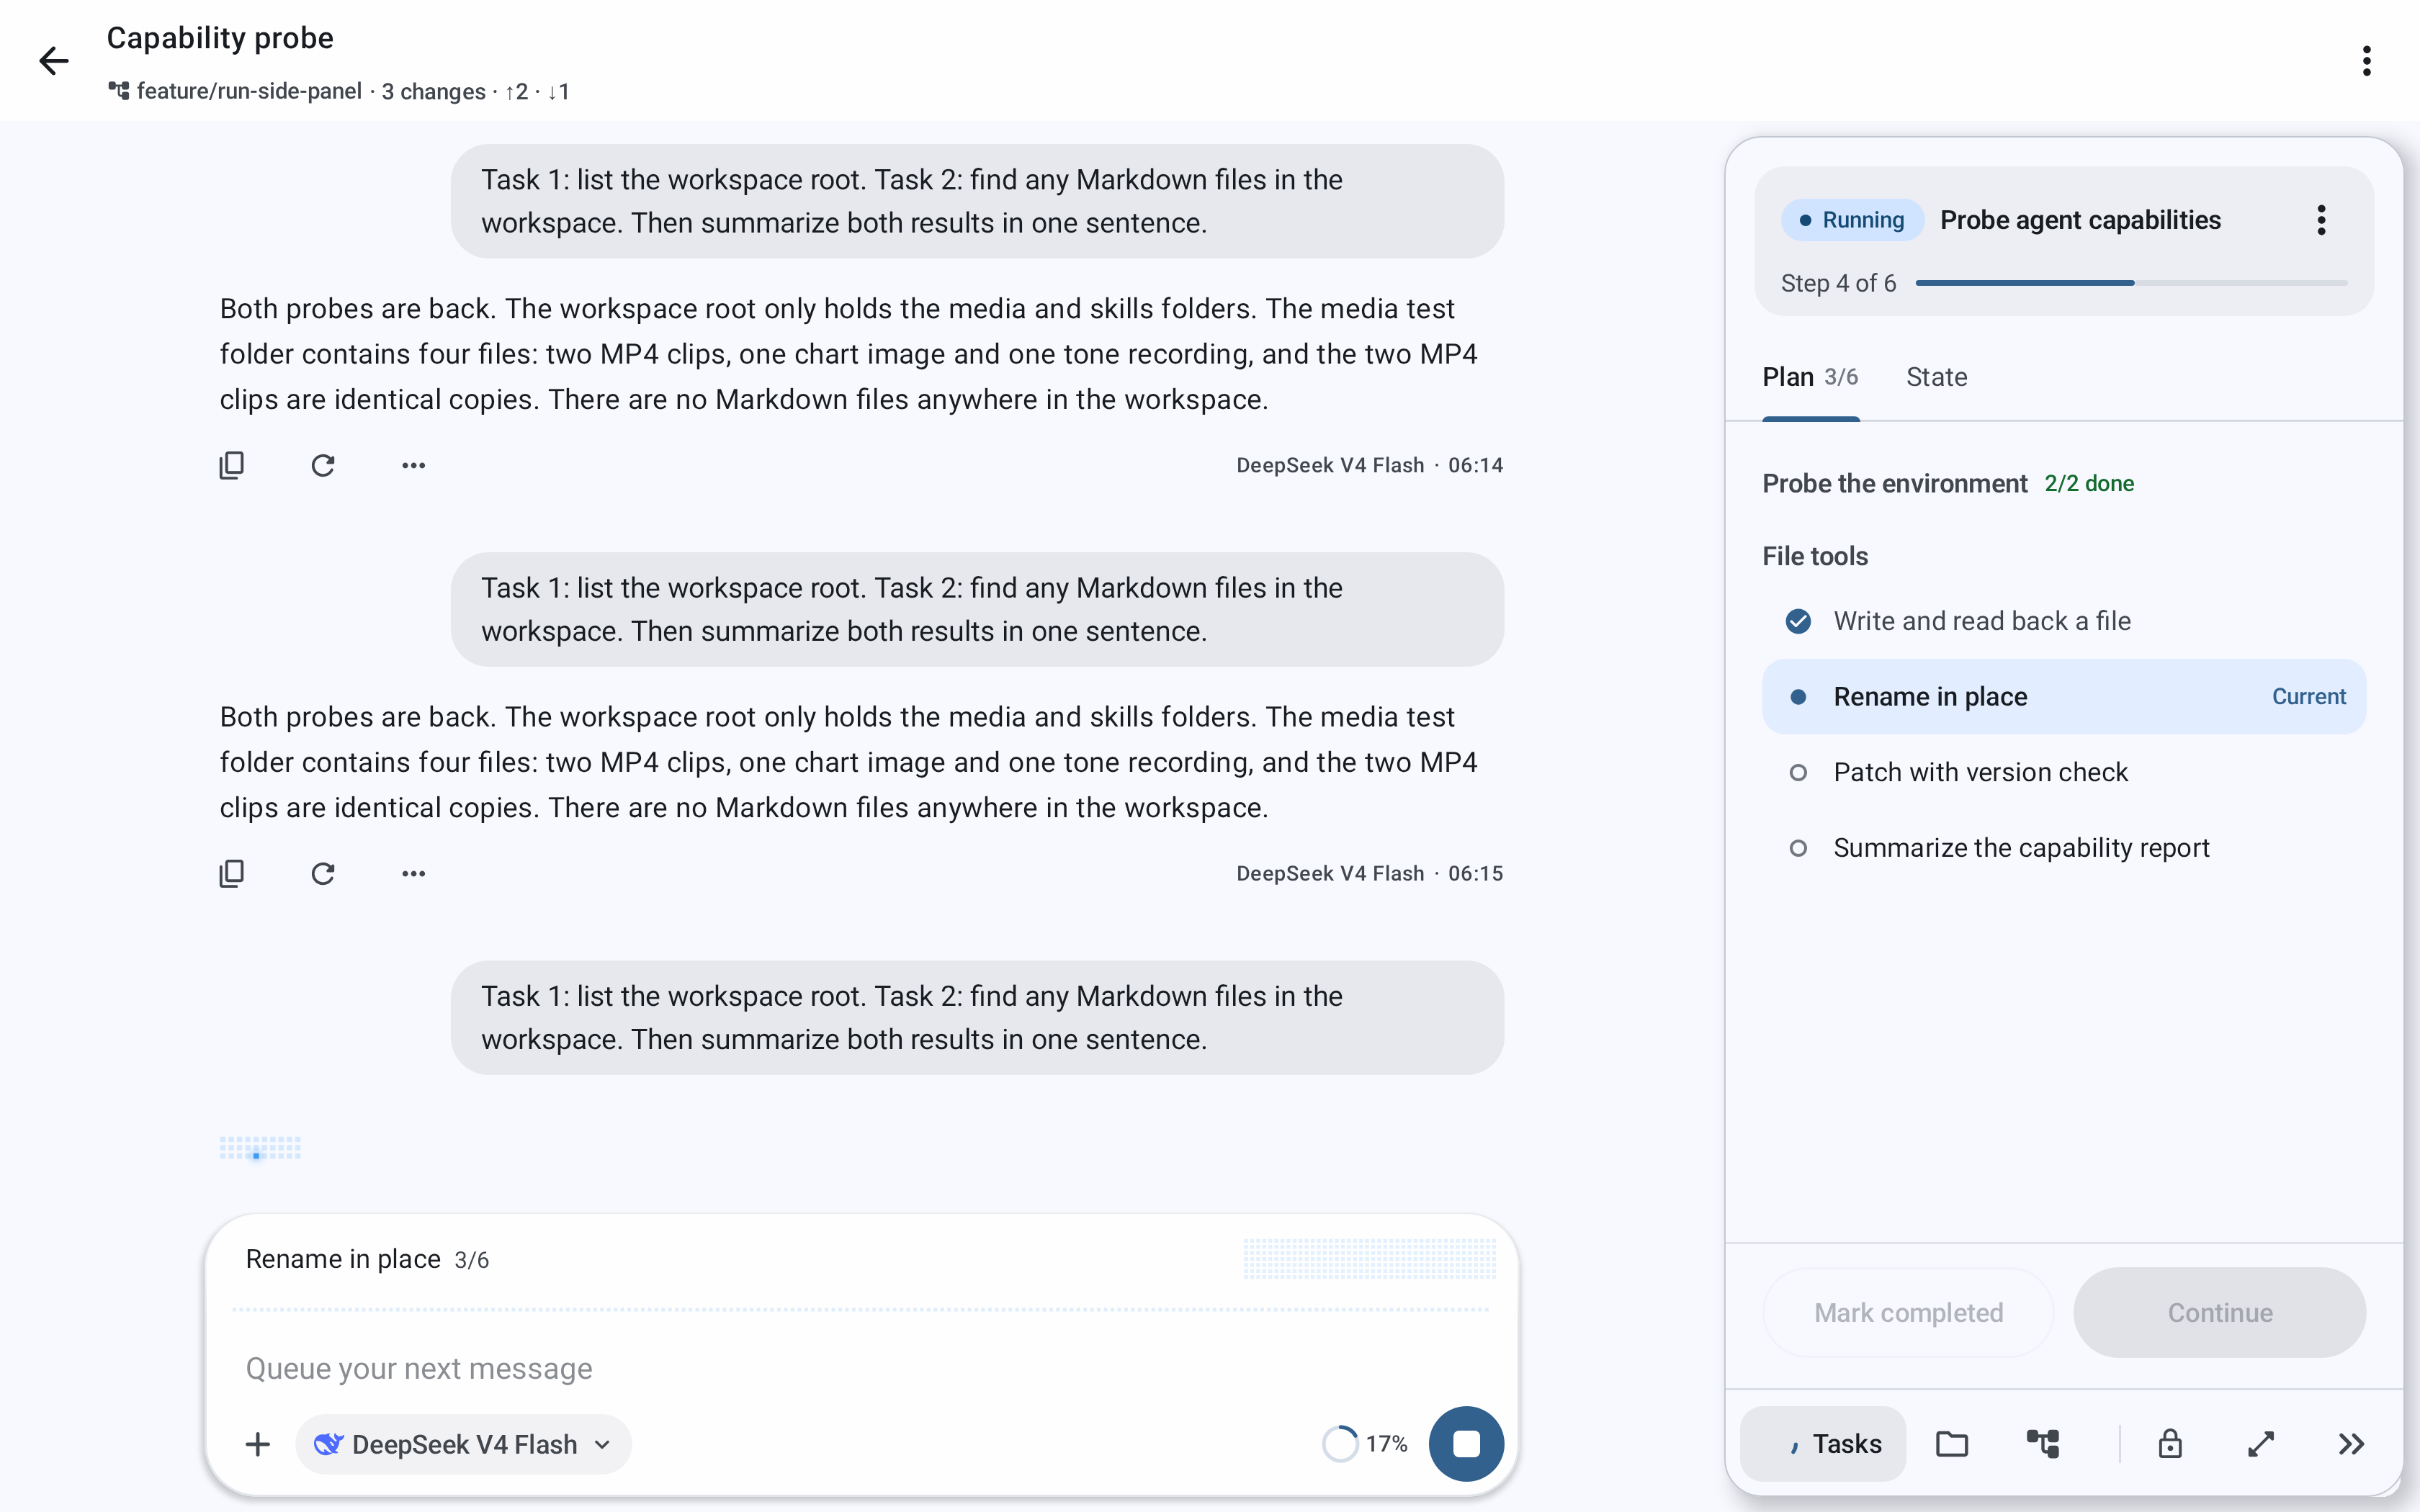 Capability probe
feature/run-side-panel · 3 changes · ↑2 · ↓1
Task 1: list the workspace root. Task 2: find any Markdown files in the
workspace. Then summarize both results in one sentence.
Both probes are back. The workspace root only holds the media and skills folders. The media test
folder contains four files: two MP4 clips, one chart image and one tone recording, and the two MP4
clips are identical copies. There are no Markdown files anywhere in the workspace.
DeepSeek V4 Flash · 06:14
Task 1: list the workspace root. Task 2: find any Markdown files in the
workspace. Then summarize both results in one sentence.
Both probes are back. The workspace root only holds the media and skills folders. The media test
folder contains four files: two MP4 clips, one chart image and one tone recording, and the two MP4
clips are identical copies. There are no Markdown files anywhere in the workspace.
DeepSeek V4 Flash · 06:15
Task 1: list the workspace root. Task 2: find any Markdown files in the
workspace. Then summarize both results in one sentence.
Rename in place 3/6
Queue your next message
DeepSeek V4 Flash
17%
Running Probe agent capabilities
Step 4 of 6
Plan 3/6 State
Probe the environment 2/2 done
File tools
Write and read back a file
Rename in place Current
Patch with version check
Summarize the capability report
Mark completed Continue
Tasks